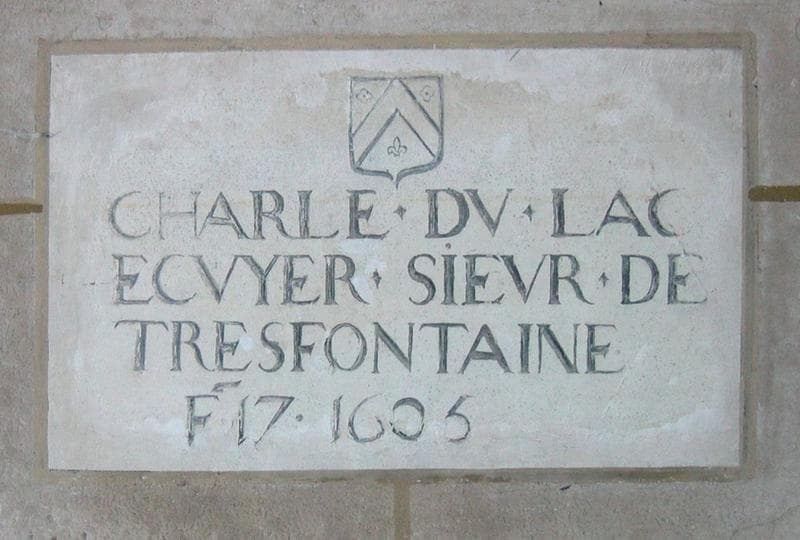 CHARLE · DV · LAC
ECVYER · SIEVR · DE
TRESFONTAINE
F 17 · 1605